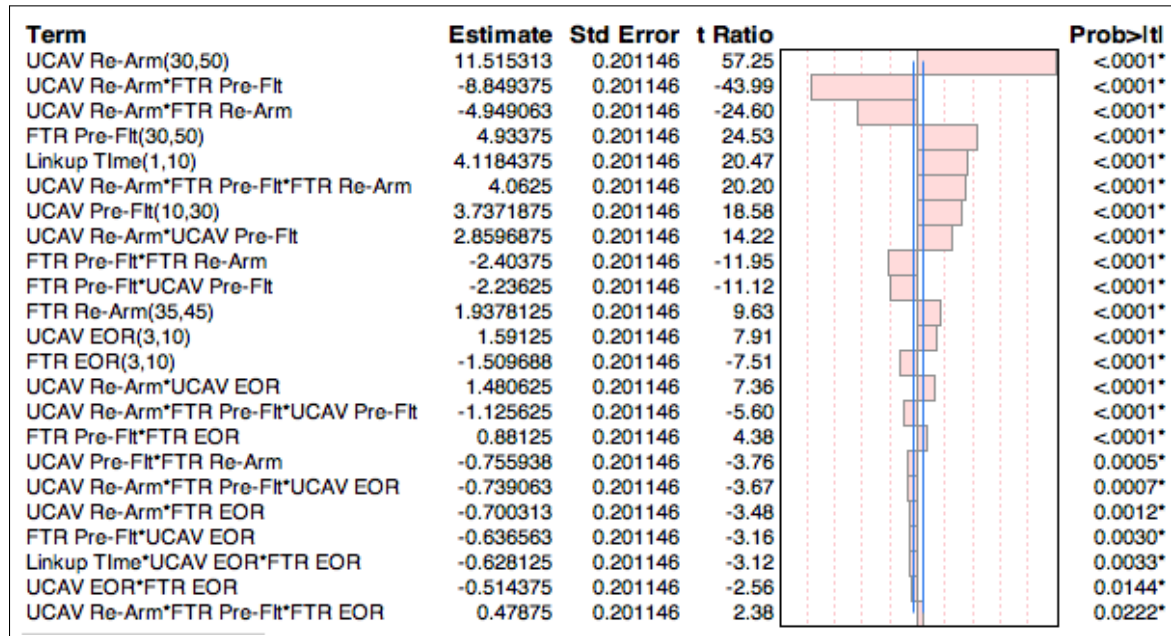 Term Estimate Std Error t Ratio Prob>|t|
UCAV Re-Arm(30,50) 11.515313 0.201146 57.25 <.0001*
UCAV Re-Arm*FTR Pre-Flt -8.849375 0.201146 -43.99 <.0001*
UCAV Re-Arm*FTR Re-Arm -4.949063 0.201146 -24.60 <.0001*
FTR Pre-Flt(30,50) 4.93375 0.201146 24.53 <.0001*
Linkup TIme(1,10) 4.1184375 0.201146 20.47 <.0001*
UCAV Re-Arm*FTR Pre-Flt*FTR Re-Arm 4.0625 0.201146 20.20 <.0001*
UCAV Pre-Flt(10,30) 3.7371875 0.201146 18.58 <.0001*
UCAV Re-Arm*UCAV Pre-Flt 2.8596875 0.201146 14.22 <.0001*
FTR Pre-Flt*FTR Re-Arm -2.40375 0.201146 -11.95 <.0001*
FTR Pre-Flt*UCAV Pre-Flt -2.23625 0.201146 -11.12 <.0001*
FTR Re-Arm(35,45) 1.9378125 0.201146 9.63 <.0001*
UCAV EOR(3,10) 1.59125 0.201146 7.91 <.0001*
FTR EOR(3,10) -1.509688 0.201146 -7.51 <.0001*
UCAV Re-Arm*UCAV EOR 1.480625 0.201146 7.36 <.0001*
UCAV Re-Arm*FTR Pre-Flt*UCAV Pre-Flt -1.125625 0.201146 -5.60 <.0001*
FTR Pre-Flt*FTR EOR 0.88125 0.201146 4.38 <.0001*
UCAV Pre-Flt*FTR Re-Arm -0.755938 0.201146 -3.76 0.0005*
UCAV Re-Arm*FTR Pre-Flt*UCAV EOR -0.739063 0.201146 -3.67 0.0007*
UCAV Re-Arm*FTR EOR -0.700313 0.201146 -3.48 0.0012*
FTR Pre-Flt*UCAV EOR -0.636563 0.201146 -3.16 0.0030*
Linkup TIme*UCAV EOR*FTR EOR -0.628125 0.201146 -3.12 0.0033*
UCAV EOR*FTR EOR -0.514375 0.201146 -2.56 0.0144*
UCAV Re-Arm*FTR Pre-Flt*FTR EOR 0.47875 0.201146 2.38 0.0222*